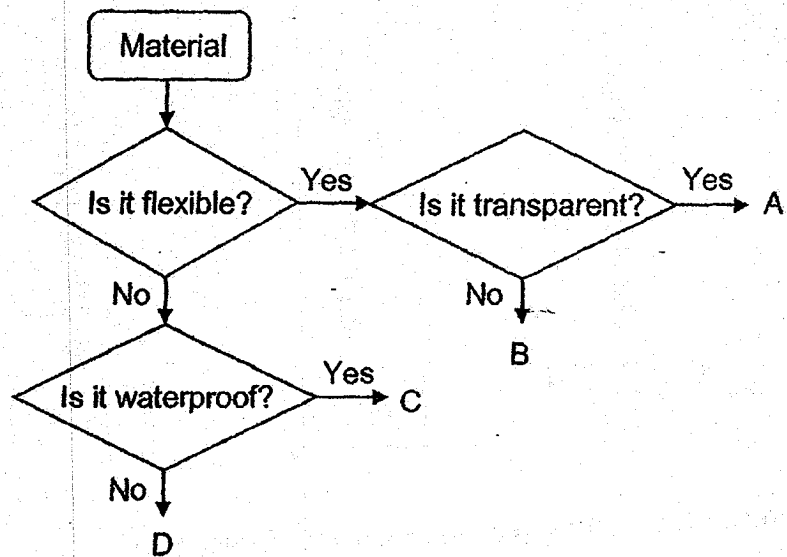 Material
Is it flexible?
Yes
Is it transparent?
Yes
A
No
No
B
Is it waterproof?
Yes
C
No
D